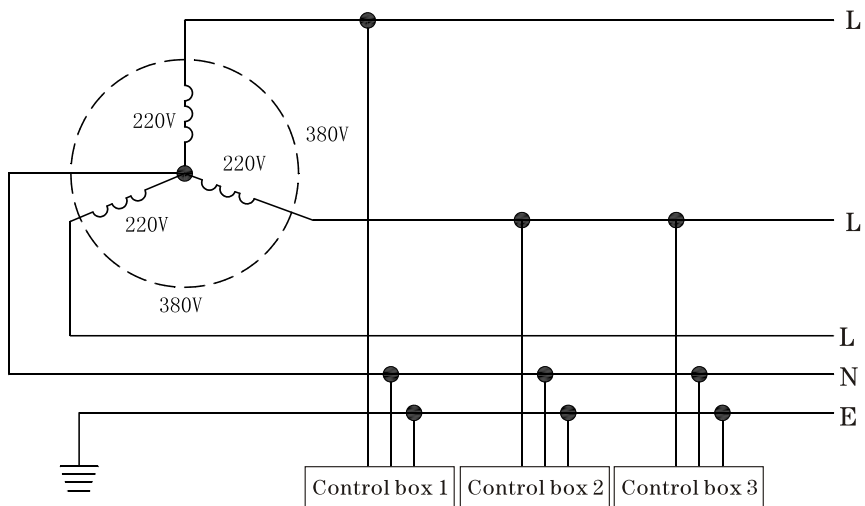 L
220V
380V
220V
220V
L
380V
L
N
E
Control box 1
Control box 2
Control box 3